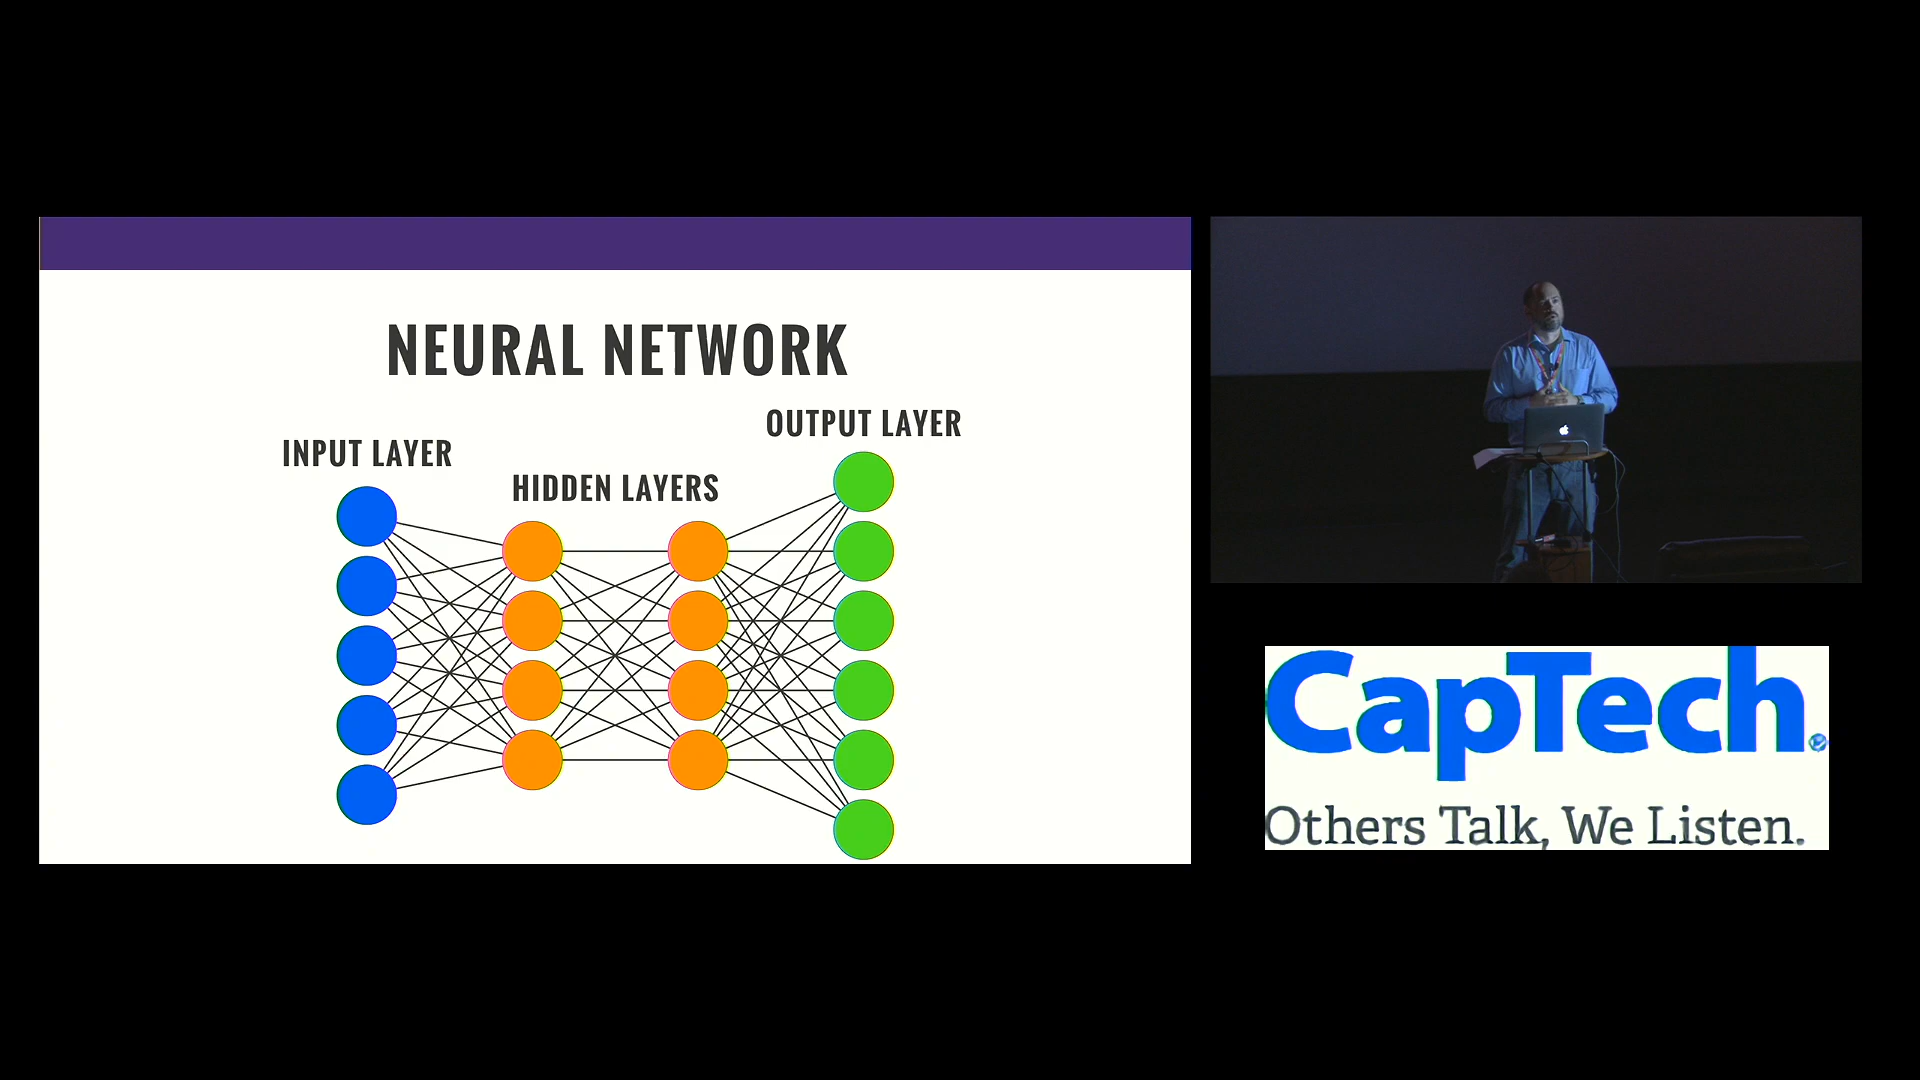 NEURAL NETWORK
OUTPUT LAYER
INPUT LAYER
HIDDEN LAYERS
CapTech
Others Talk, We Listen.